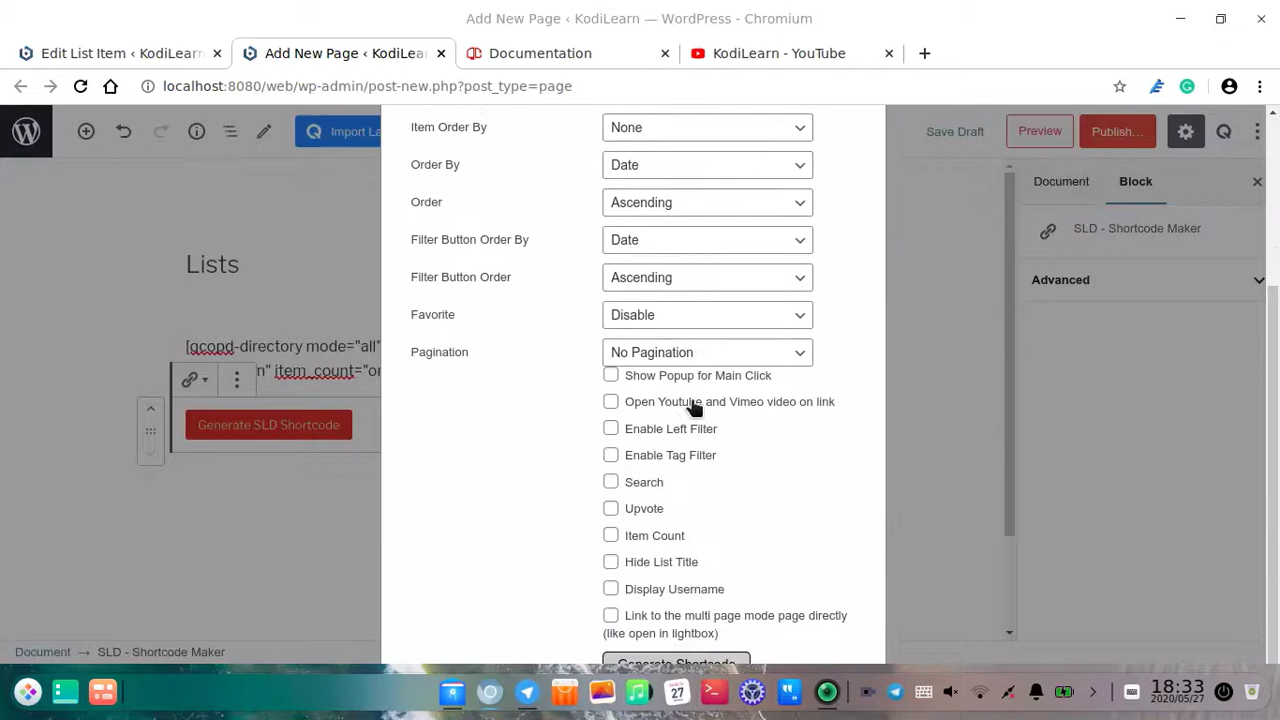 Add New Page ‹ KodiLearn — WordPress - Chromium
Edit List Item ‹ KodiLearn
Add New Page ‹ KodiLea
Documentation
KodiLearn - YouTube
localhost:8080/web/wp-admin/post-new.php?post_type=page
Import La
Item Order By
None
Save Draft
Preview
Publish…
Order By
Date
Document
Block
Order
Ascending
SLD - Shortcode Maker
Filter Button Order By
Date
Lists
Filter Button Order
Ascending
Advanced
Favorite
Disable
[qcopd-directory mode="all"
Pagination
No Pagination
n" item_count="on
Show Popup for Main Click
Open Youtube and Vimeo video on link
Generate SLD Shortcode
Enable Left Filter
Enable Tag Filter
Search
Upvote
Item Count
Hide List Title
Display Username
Link to the multi page mode page directly
(like open in lightbox)
Document → SLD - Shortcode Maker
Generate Shortcode
27
18:33
2020/05/27